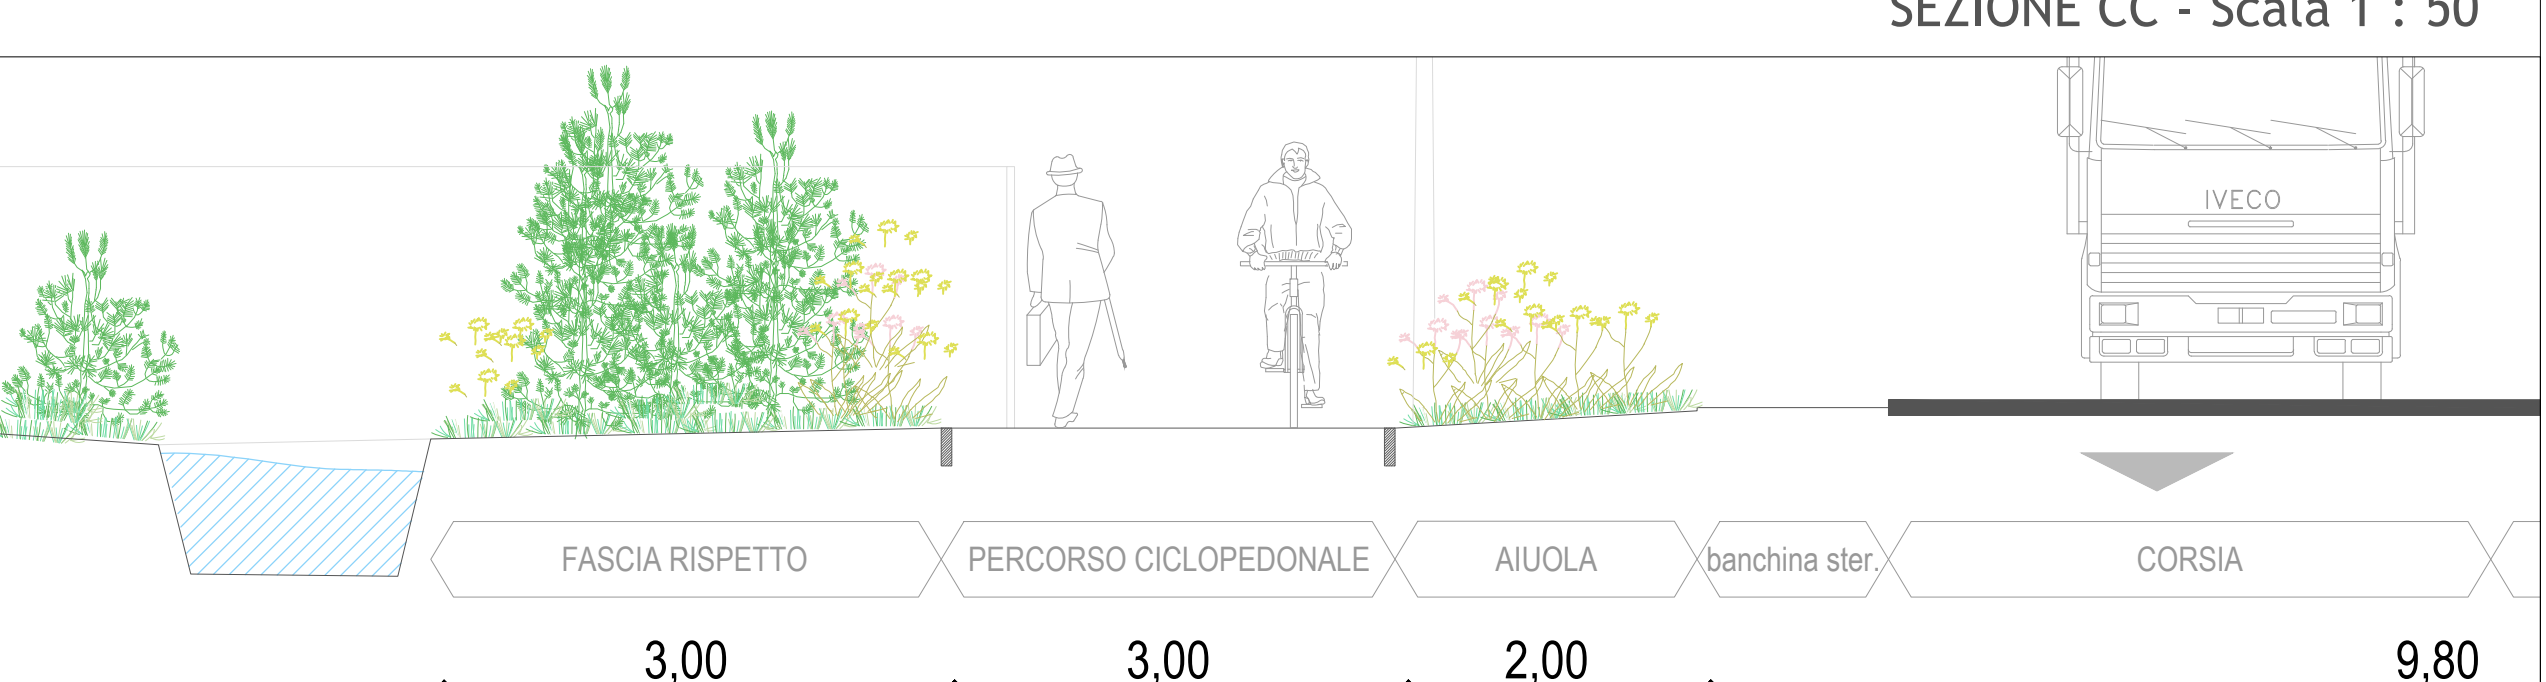 SEZIONE CC - Scala 1 : 50
IVECO
FASCIA RISPETTO
PERCORSO CICLOPEDONALE
AIUOLA
banchina ster.
CORSIA
3,00
3,00
2,00
9,80